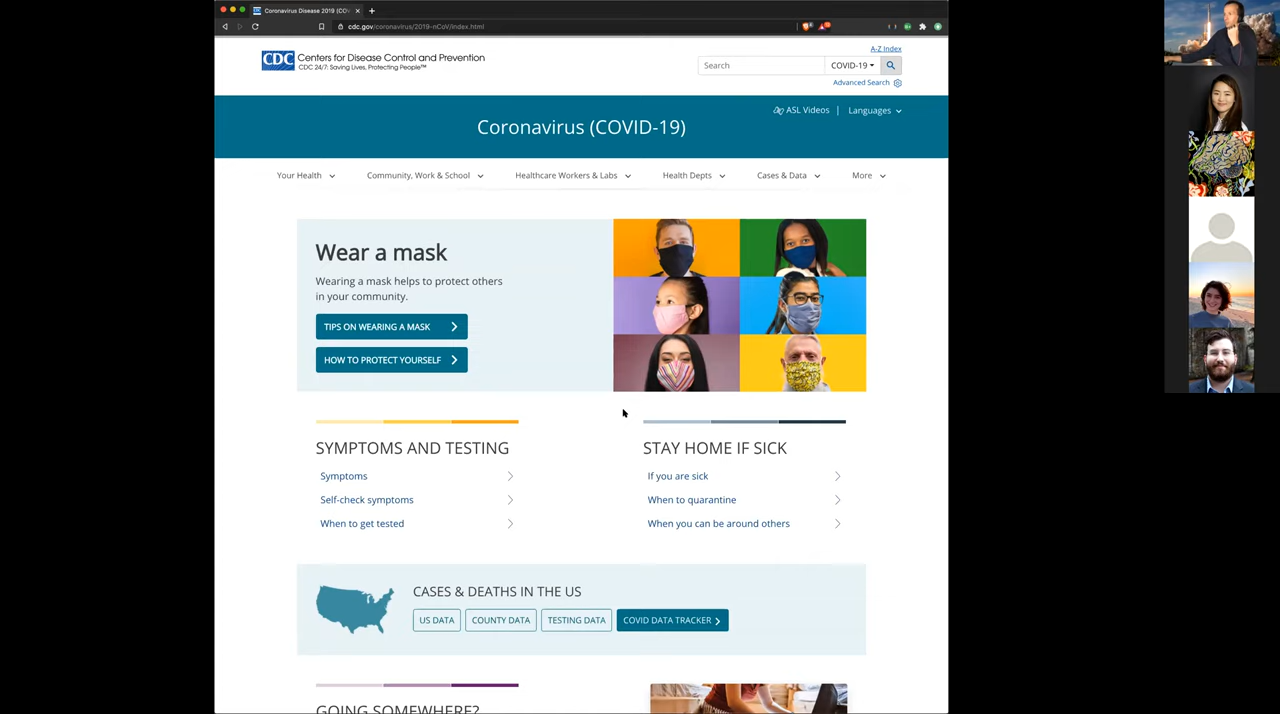 Coronavirus Disease 2019 (COV
cdc.gov/coronavirus/2019-nCoV/index.html
A-Z Index
CDC Centers for Disease Control and Prevention
CDC 24/7: Saving Lives, Protecting People™
Search
COVID-19
Advanced Search
ASL Videos | Languages
Coronavirus (COVID-19)
Your Health
Community, Work & School
Healthcare Workers & Labs
Health Depts
Cases & Data
More
Wear a mask
Wearing a mask helps to protect others
in your community.
TIPS ON WEARING A MASK
HOW TO PROTECT YOURSELF
SYMPTOMS AND TESTING
Symptoms
Self-check symptoms
When to get tested
STAY HOME IF SICK
If you are sick
When to quarantine
When you can be around others
CASES & DEATHS IN THE US
US DATA
COUNTY DATA
TESTING DATA
COVID DATA TRACKER
GOING SOMEWHERE?